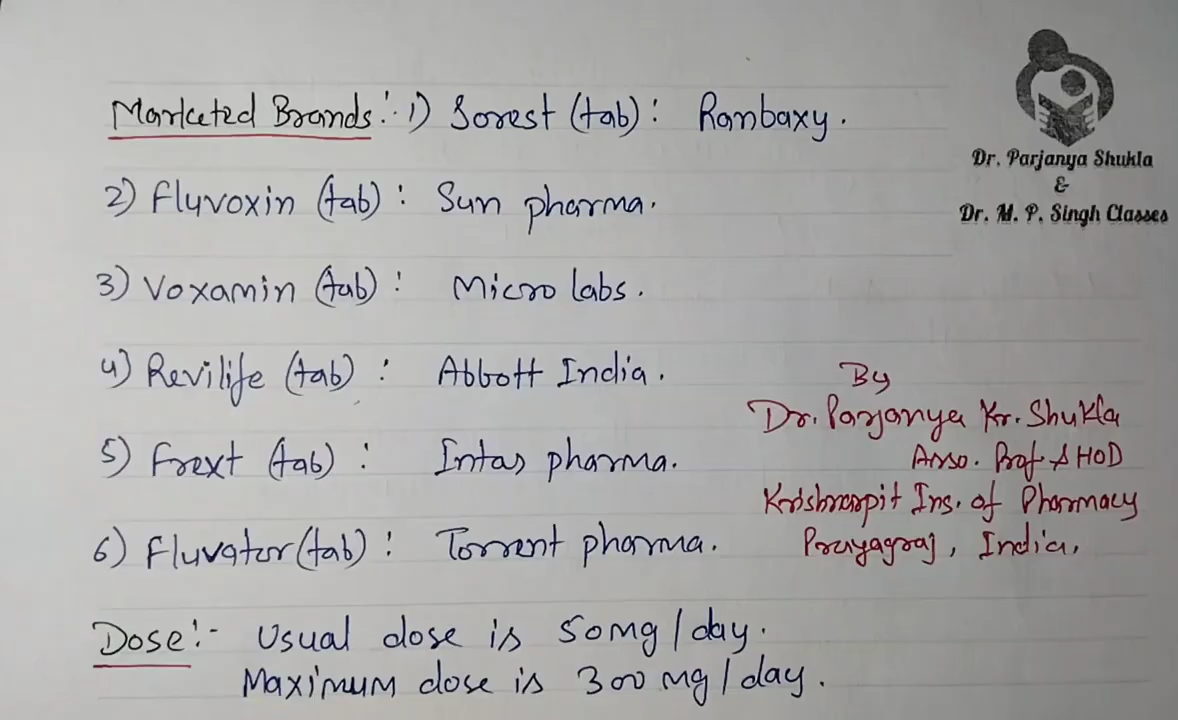 Marketed Brands:- 1) Sorest (tab): Ranbaxy.
2) Fluvoxin (tab): Sun pharma.
3) Voxamin (tab): Micro labs.
4) Revilife (tab): Abbott India.
5) Frext (tab): Intas pharma.
6) Fluvator (tab): Torrent pharma.
Dose:- Usual dose is 50mg/day.
Maximum dose is 300 mg/day.
By
Dr. Parjanya Kr. Shukla
Asso. Prof & HOD
Krishnarpit Ins. of Pharmacy
Prayagraj, India.
Dr. Parjanya Shukla
&
Dr. M. P. Singh Classes